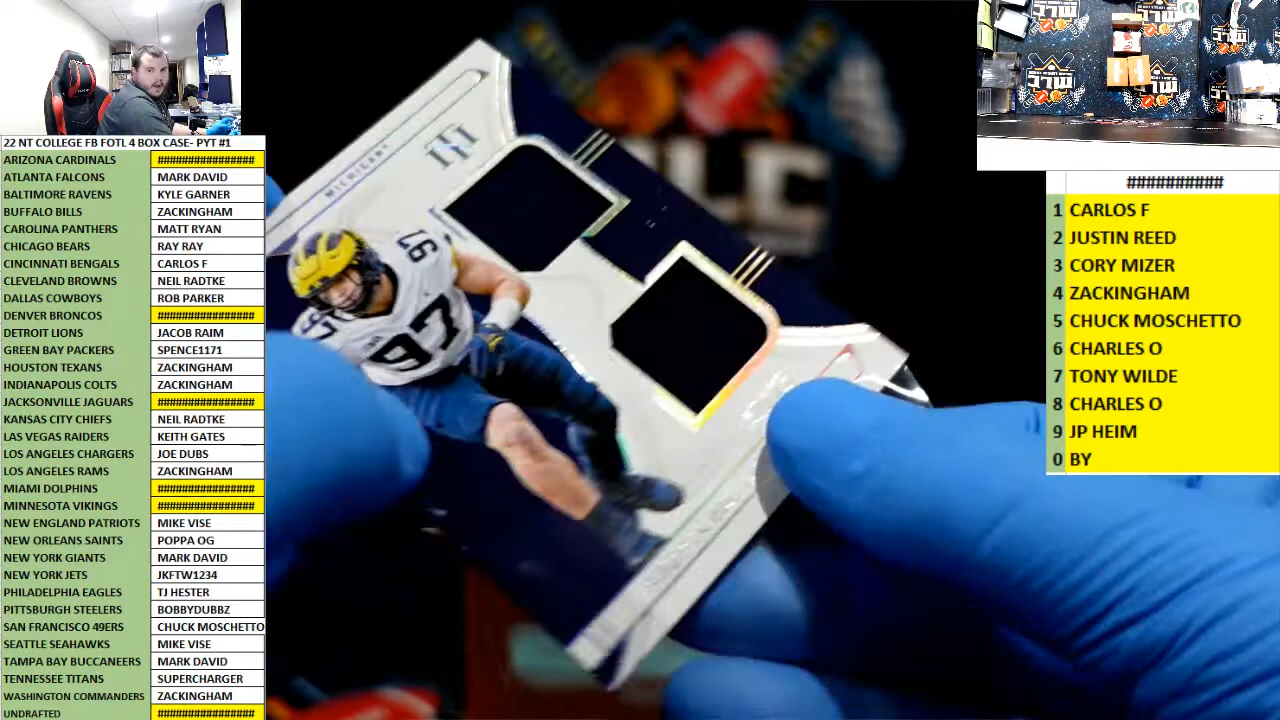 22 NT COLLEGE FB FOTL 4 BOX CASE- PYT #1
ARIZONA CARDINALS ################
ATLANTA FALCONS MARK DAVID
BALTIMORE RAVENS KYLE GARNER
BUFFALO BILLS ZACKINGHAM
CAROLINA PANTHERS MATT RYAN
CHICAGO BEARS RAY RAY
CINCINNATI BENGALS CARLOS F
CLEVELAND BROWNS NEIL RADTKE
DALLAS COWBOYS ROB PARKER
DENVER BRONCOS ################
DETROIT LIONS JACOB RAIM
GREEN BAY PACKERS SPENCE1171
HOUSTON TEXANS ZACKINGHAM
INDIANAPOLIS COLTS ZACKINGHAM
JACKSONVILLE JAGUARS ################
KANSAS CITY CHIEFS NEIL RADTKE
LAS VEGAS RAIDERS KEITH GATES
LOS ANGELES CHARGERS JOE DUBS
LOS ANGELES RAMS ZACKINGHAM
MIAMI DOLPHINS ################
MINNESOTA VIKINGS ################
NEW ENGLAND PATRIOTS MIKE VISE
NEW ORLEANS SAINTS POPPA OG
NEW YORK GIANTS MARK DAVID
NEW YORK JETS JKFTW1234
PHILADELPHIA EAGLES TJ HESTER
PITTSBURGH STEELERS BOBBYDUBBZ
SAN FRANCISCO 49ERS CHUCK MOSCHETTO
SEATTLE SEAHAWKS MIKE VISE
TAMPA BAY BUCCANEERS MARK DAVID
TENNESSEE TITANS SUPERCHARGER
WASHINGTON COMMANDERS ZACKINGHAM
UNDRAFTED ################
MICHIGAN
97
97
##########
1 CARLOS F
2 JUSTIN REED
3 CORY MIZER
4 ZACKINGHAM
5 CHUCK MOSCHETTO
6 CHARLES O
7 TONY WILDE
8 CHARLES O
9 JP HEIM
0 BY